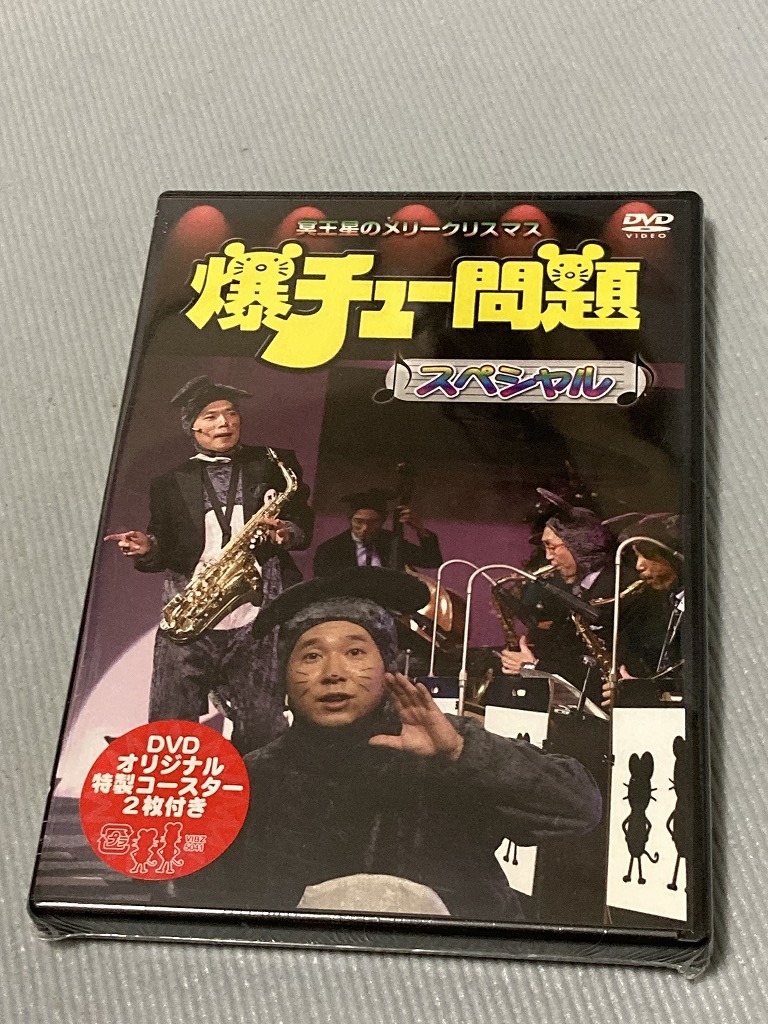 冥王星のメリークリスマス
DVD
VIDEO
爆チュー問題
スペシャル
DVD
オリジナル
特製コースター
2枚付き
VIBZ
5041